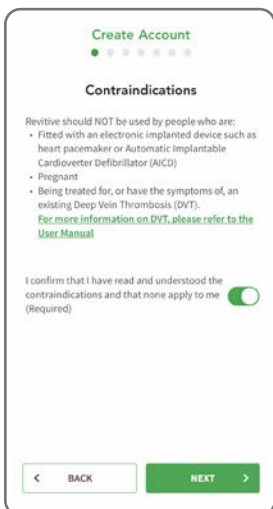 Create Account
Contraindications
Revitive should NOT be used by people who are:
• Fitted with an electronic implanted device such as
heart pacemaker or Automatic Implantable
Cardioverter Defibrillator (AICD)
• Pregnant
• Being treated for, or have the symptoms of, an
existing Deep Vein Thrombosis (DVT).
For more information on DVT, please refer to the
User Manual
I confirm that I have read and understood the
contraindications and that none apply to me
(Required)
< BACK NEXT >